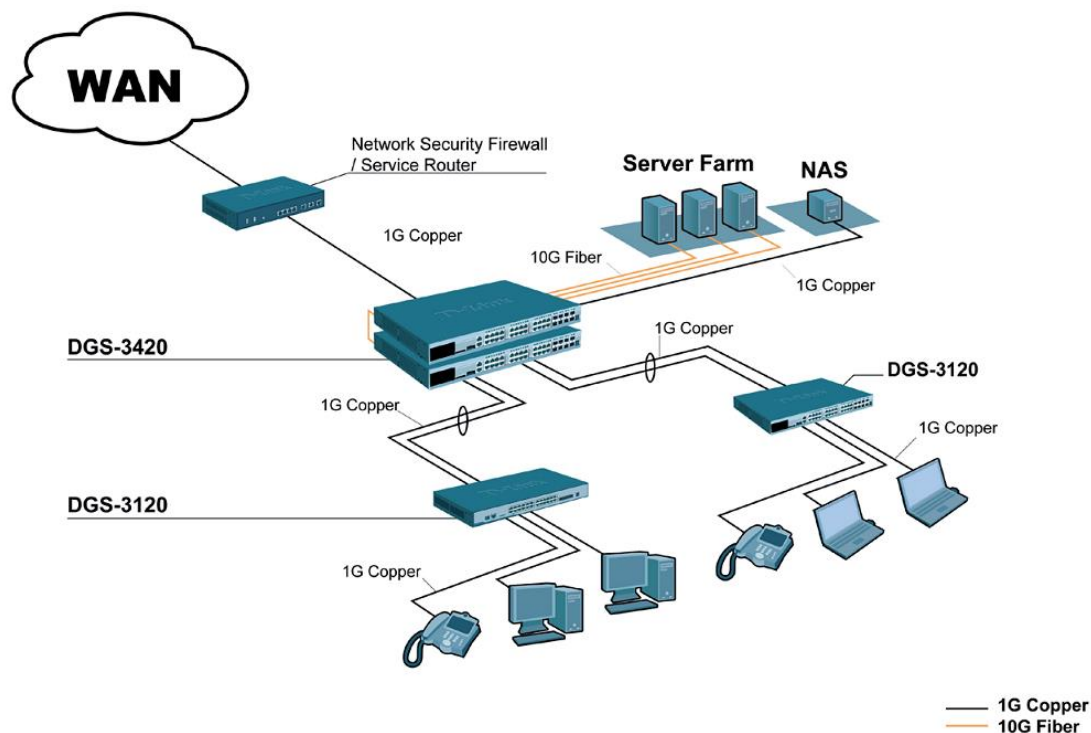 WAN
Network Security Firewall
/ Service Router
Server Farm
NAS
1G Copper
10G Fiber
1G Copper
DGS-3420
1G Copper
DGS-3120
1G Copper
1G Copper
DGS-3120
1G Copper
1G Copper
10G Fiber